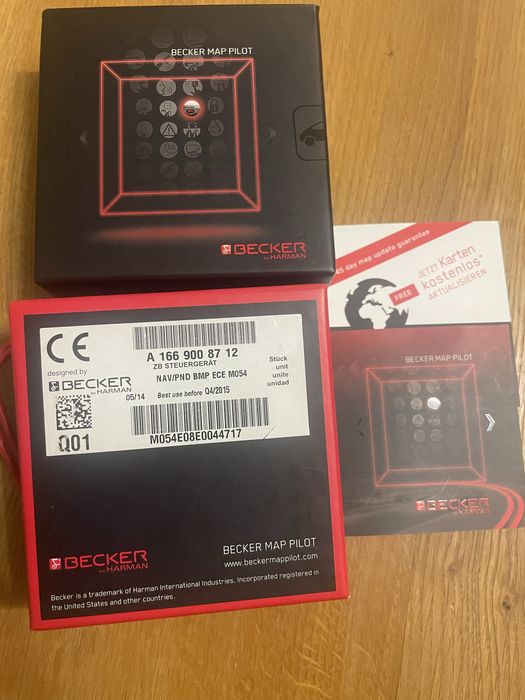 BECKER MAP PILOT
BECKER
by HARMAN
45 day map update guarantee
FREE
JETZT Karten
kostenlos*
AKTUALISIEREN
BECKER MAP PILOT
BECKER
by HARMAN
CE
designed by
BECKER
by HARMAN
A 166 900 87 12
ZB STEUERGERÄT
NAV/PND BMP ECE M054
05/14 Best use before Q4/2015
Stück
unit
unite
unidad
Q01
M054E08E0044717
BECKER
by HARMAN
BECKER MAP PILOT
www.beckermappilot.com
Becker is a trademark of Harman International Industries, Incorporated registered in
the United States and other countries.